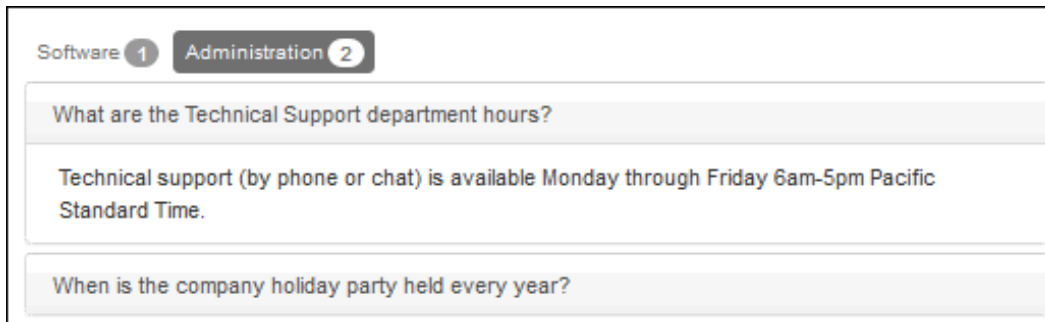 Software 1 Administration 2
What are the Technical Support department hours?
Technical support (by phone or chat) is available Monday through Friday 6am-5pm Pacific
Standard Time.
When is the company holiday party held every year?